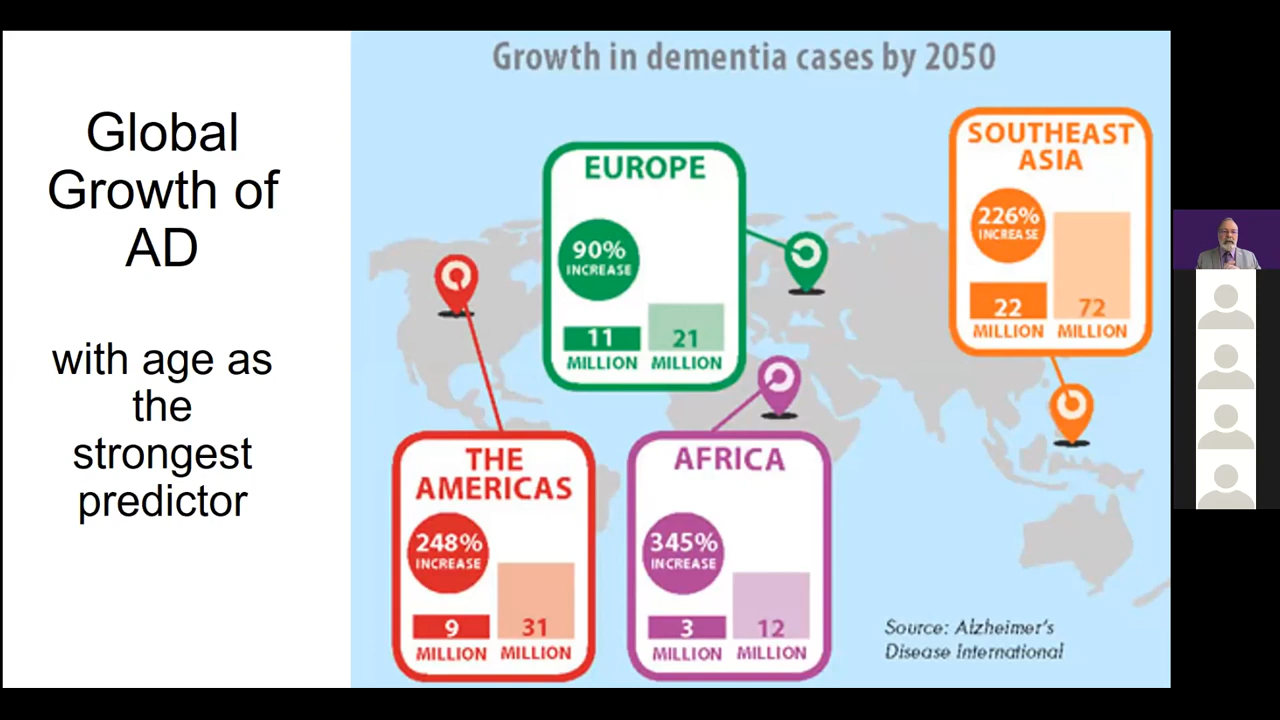 Global
Growth of
AD
with age as
the
strongest
predictor
Growth in dementia cases by 2050
EUROPE
90%
INCREASE
11
MILLION
21
MILLION
SOUTHEAST
ASIA
226%
INCREASE
22
MILLION
72
MILLION
THE
AMERICAS
248%
INCREASE
9
MILLION
31
MILLION
AFRICA
345%
INCREASE
3
MILLION
12
MILLION
Source: Alzheimer's
Disease International